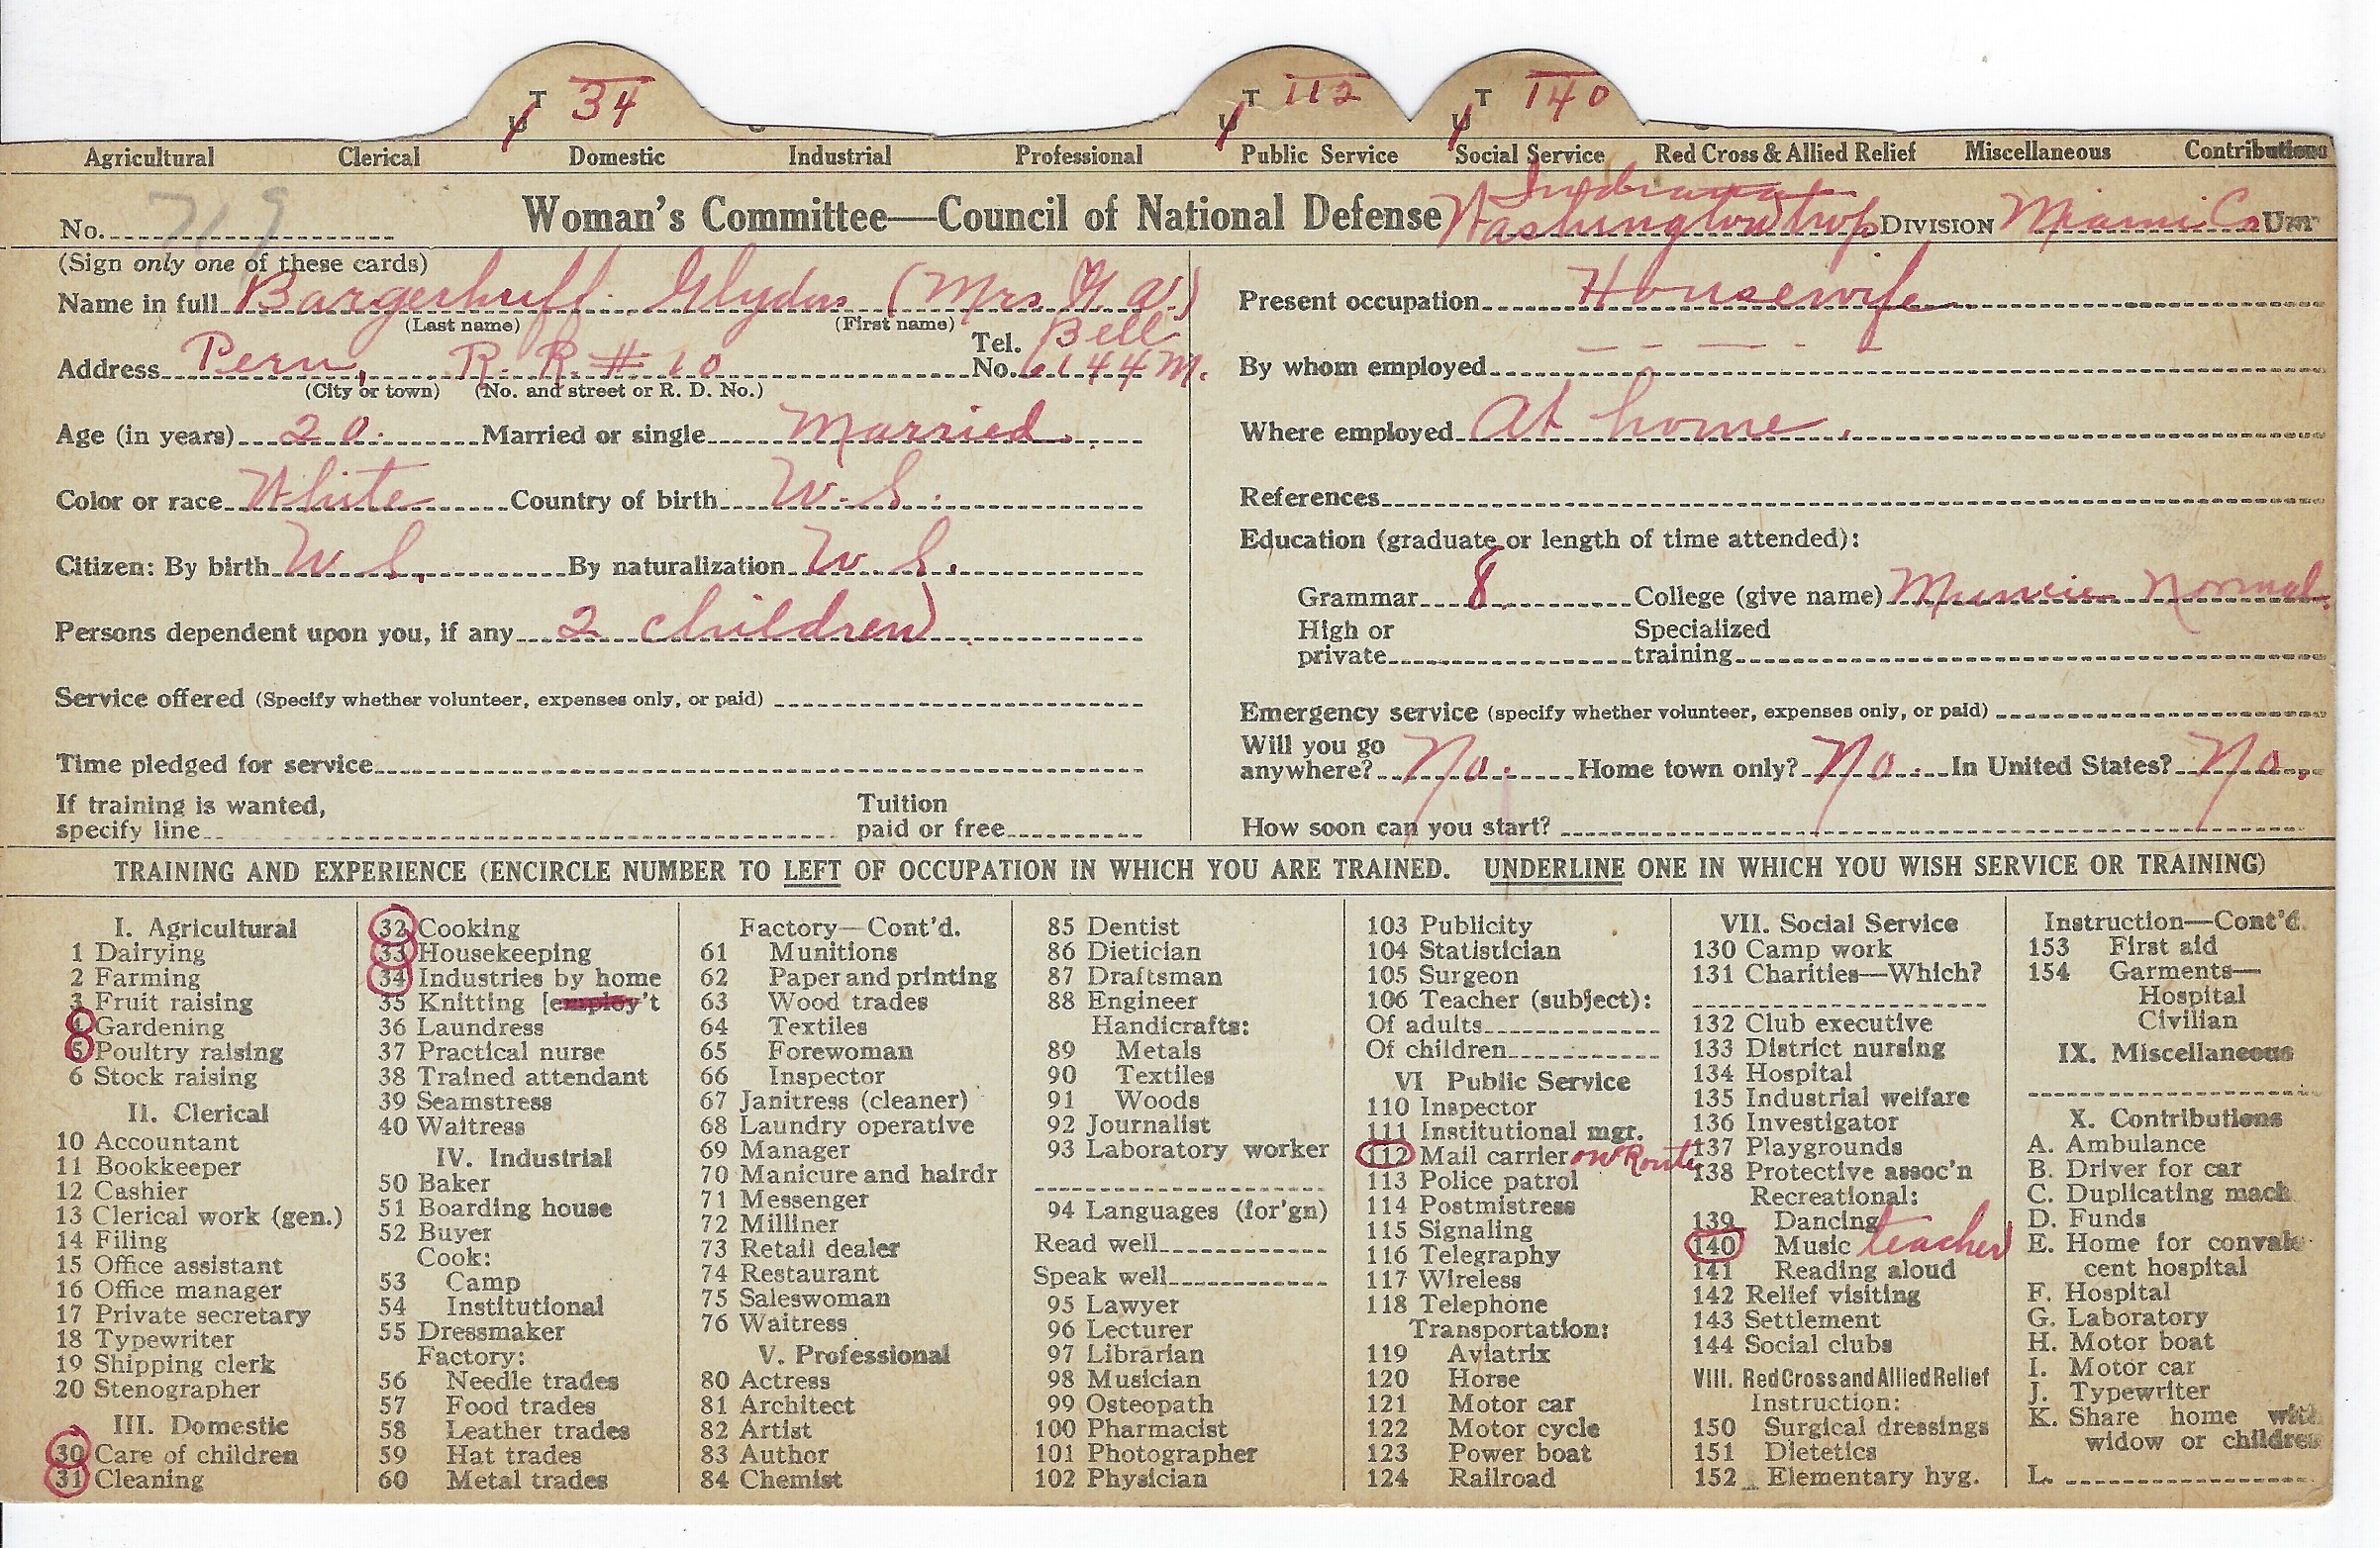 T 34 T 112 T 140
U U U
Agricultural Clerical Domestic Industrial Professional Public Service Social Service Red Cross & Allied Relief Miscellaneous Contributions
Indiana
No. 719 Woman's Committee—Council of National Defense Washington twp DIVISION Miami Co. UNIT
(Sign only one of these cards)
Name in full Bargerhuff. Glydas (Mrs. G. W.)
(Last name) (First name)
Address Peru, R. R. # 10 Tel. No. Bell 6144 M.
(City or town) (No. and street or R. D. No.)
Age (in years) 20. Married or single Married.
Color or race White Country of birth U.S.
Citizen: By birth U S. By naturalization U. S.
Persons dependent upon you, if any 2 children
Service offered (Specify whether volunteer, expenses only, or paid)
Time pledged for service
If training is wanted, specify line Tuition paid or free
Present occupation Housewife
By whom employed — — — — —
Where employed At home.
References
Education (graduate or length of time attended):
Grammar 8 College (give name) Muncie Normal.
High or private Specialized training
Emergency service (specify whether volunteer, expenses only, or paid)
Will you go anywhere? No. Home town only? No. In United States? No.
How soon can you start?
TRAINING AND EXPERIENCE (ENCIRCLE NUMBER TO LEFT OF OCCUPATION IN WHICH YOU ARE TRAINED. UNDERLINE ONE IN WHICH YOU WISH SERVICE OR TRAINING)
I. Agricultural
1 Dairying
2 Farming
3 Fruit raising
4 Gardening
5 Poultry raising
6 Stock raising
II. Clerical
10 Accountant
11 Bookkeeper
12 Cashier
13 Clerical work (gen.)
14 Filing
15 Office assistant
16 Office manager
17 Private secretary
18 Typewriter
19 Shipping clerk
20 Stenographer
III. Domestic
30 Care of children
31 Cleaning
32 Cooking
33 Housekeeping
34 Industries by home
35 Knitting [employ't
36 Laundress
37 Practical nurse
38 Trained attendant
39 Seamstress
40 Waitress
IV. Industrial
50 Baker
51 Boarding house
52 Buyer
Cook:
53 Camp
54 Institutional
55 Dressmaker
Factory:
56 Needle trades
57 Food trades
58 Leather trades
59 Hat trades
60 Metal trades
Factory—Cont'd.
61 Munitions
62 Paper and printing
63 Wood trades
64 Textiles
65 Forewoman
66 Inspector
67 Janitress (cleaner)
68 Laundry operative
69 Manager
70 Manicure and hairdr
71 Messenger
72 Milliner
73 Retail dealer
74 Restaurant
75 Saleswoman
76 Waitress
V. Professional
80 Actress
81 Architect
82 Artist
83 Author
84 Chemist
85 Dentist
86 Dietician
87 Draftsman
88 Engineer
Handicrafts:
89 Metals
90 Textiles
91 Woods
92 Journalist
93 Laboratory worker
94 Languages (for'gn)
Read well
Speak well
95 Lawyer
96 Lecturer
97 Librarian
98 Musician
99 Osteopath
100 Pharmacist
101 Photographer
102 Physician
103 Publicity
104 Statistician
105 Surgeon
106 Teacher (subject):
Of adults
Of children
VI Public Service
110 Inspector
111 Institutional mgr.
112 Mail carrier on Route
113 Police patrol
114 Postmistress
115 Signaling
116 Telegraphy
117 Wireless
118 Telephone
Transportation:
119 Aviatrix
120 Horse
121 Motor car
122 Motor cycle
123 Power boat
124 Railroad
VII. Social Service
130 Camp work
131 Charities—Which?
132 Club executive
133 District nursing
134 Hospital
135 Industrial welfare
136 Investigator
137 Playgrounds
138 Protective assoc'n
Recreational:
139 Dancing
140 Music teacher
141 Reading aloud
142 Relief visiting
143 Settlement
144 Social clubs
VIII. Red Cross and Allied Relief
Instruction:
150 Surgical dressings
151 Dietetics
152 Elementary hyg.
Instruction—Cont'd.
153 First aid
154 Garments—
Hospital
Civilian
IX. Miscellaneous
X. Contributions
A. Ambulance
B. Driver for car
C. Duplicating mach.
D. Funds
E. Home for convales-
cent hospital
F. Hospital
G. Laboratory
H. Motor boat
I. Motor car
J. Typewriter
K. Share home with
widow or children
L.